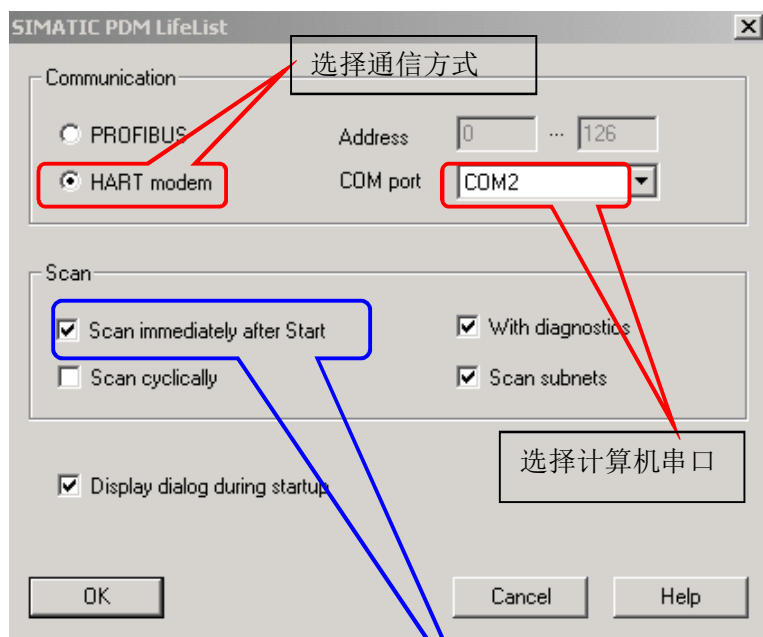 SIMATIC PDM LifeList
选择通信方式
Communication
PROFIBUS
Address
0 ... 126
HART modem
COM port
COM2
Scan
Scan immediately after Start
With diagnostics
Scan cyclically
Scan subnets
选择计算机串口
Display dialog during startup
OK
Cancel
Help